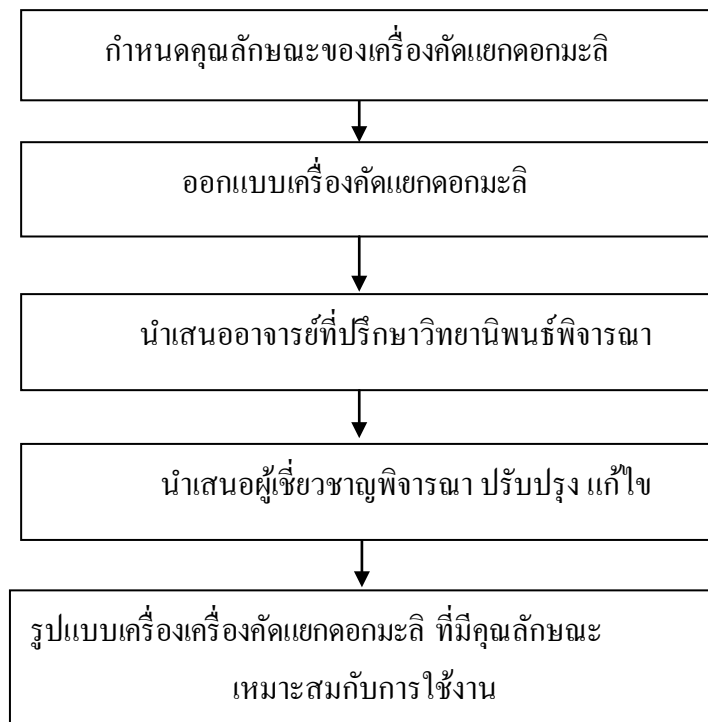 กำหนดคุณลักษณะของเครื่องคัดแยกดอกมะลิ
ออกแบบเครื่องคัดแยกดอกมะลิ
นำเสนออาจารย์ที่ปรึกษาวิทยานิพนธ์พิจารณา
นำเสนอผู้เชี่ยวชาญพิจารณา ปรับปรุง แก้ไข
รูปแบบเครื่องเครื่องคัดแยกดอกมะลิ ที่มีคุณลักษณะ
เหมาะสมกับการใช้งาน